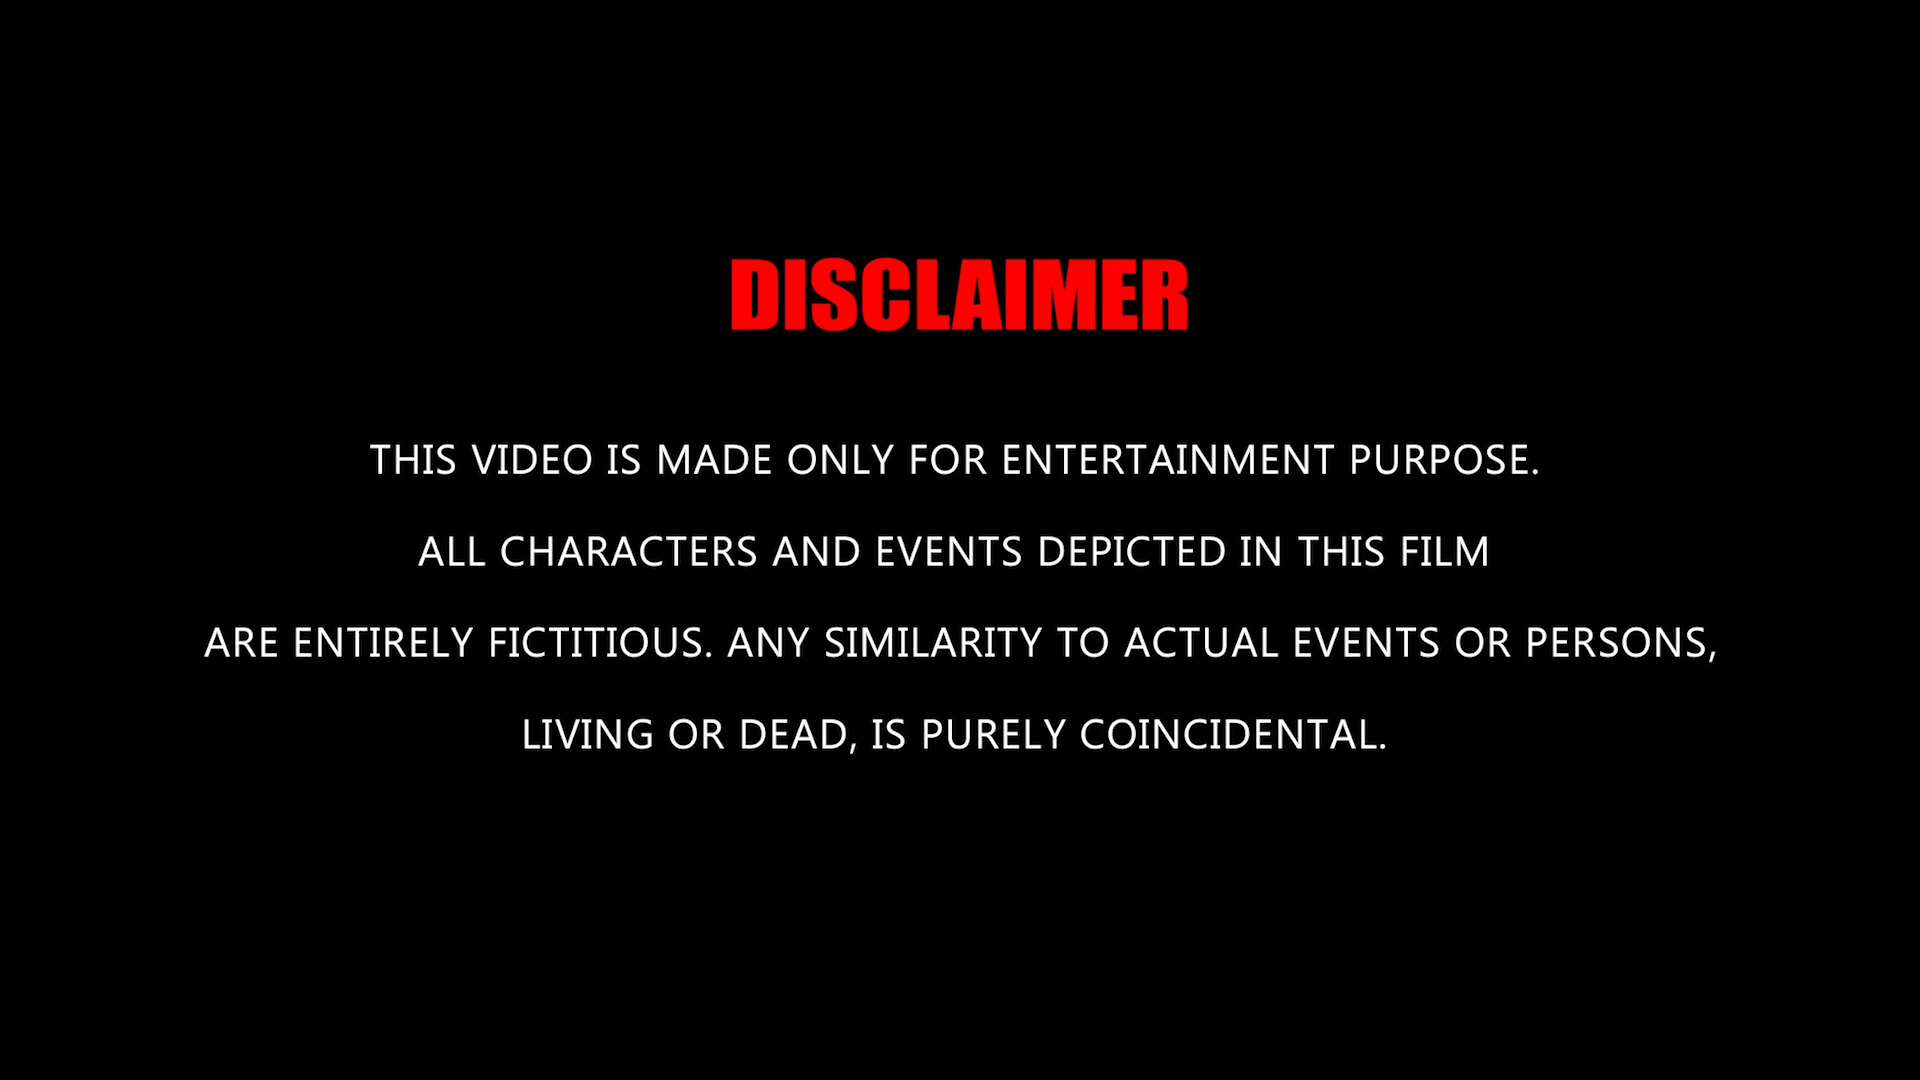 DISCLAIMER
THIS VIDEO IS MADE ONLY FOR ENTERTAINMENT PURPOSE.
ALL CHARACTERS AND EVENTS DEPICTED IN THIS FILM
ARE ENTIRELY FICTITIOUS. ANY SIMILARITY TO ACTUAL EVENTS OR PERSONS,
LIVING OR DEAD, IS PURELY COINCIDENTAL.